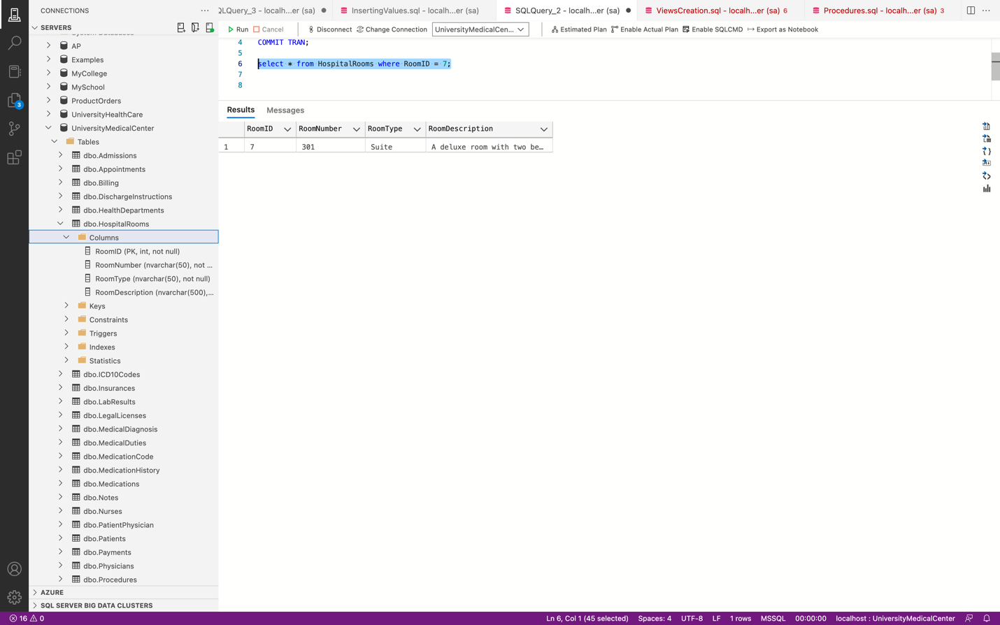 CONNECTIONS
QLQuery_3 - localh...er (sa)
InsertingValues.sql - localh...er (sa)
SQLQuery_2 - localh...er (sa)
ViewsCreation.sql - localh...er (sa) 6
Procedures.sql - localh...er (sa) 3
SERVERS
Run
Cancel
Disconnect
Change Connection
UniversityMedicalCen...
Estimated Plan
Enable Actual Plan
Enable SQLCMD
Export as Notebook
System Databases
AP
Examples
MyCollege
MySchool
ProductOrders
UniversityHealthCare
UniversityMedicalCenter
Tables
dbo.Admissions
dbo.Appointments
dbo.Billing
dbo.DischargeInstructions
dbo.HealthDepartments
dbo.HospitalRooms
Columns
RoomID (PK, int, not null)
RoomNumber (nvarchar(50), not ...
RoomType (nvarchar(50), not null)
RoomDescription (nvarchar(500),...
Keys
Constraints
Triggers
Indexes
Statistics
dbo.ICD10Codes
dbo.Insurances
dbo.LabResults
dbo.LegalLicenses
dbo.MedicalDiagnosis
dbo.MedicalDuties
dbo.MedicationCode
dbo.MedicationHistory
dbo.Medications
dbo.Notes
dbo.Nurses
dbo.PatientPhysician
dbo.Patients
dbo.Payments
dbo.Physicians
dbo.Procedures
AZURE
SQL SERVER BIG DATA CLUSTERS
3
4 COMMIT TRAN;
5
6 select * from HospitalRooms where RoomID = 7;
7
8
Results Messages
RoomID RoomNumber RoomType RoomDescription
1 7 301 Suite A deluxe room with two be…
16 0
Ln 6, Col 1 (45 selected) Spaces: 4 UTF-8 LF 1 rows MSSQL 00:00:00 localhost : UniversityMedicalCenter